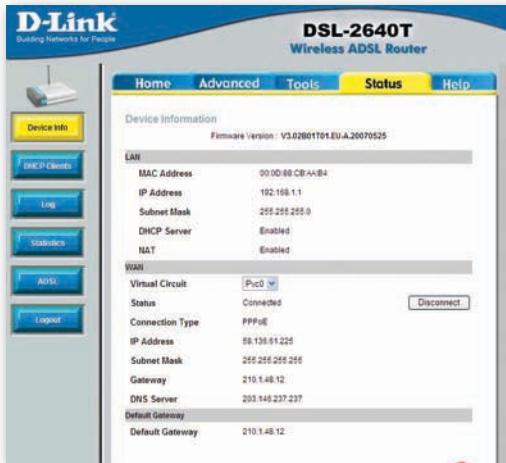 D-Link
Building Networks for People
DSL-2640T
Wireless ADSL Router
Home Advanced Tools Status Help
Device Info
DHCP Clients
Log
Statistics
ADSL
Logout
Device Information
Firmware Version : V3.02B01T01.EU-A.20070525
LAN
MAC Address 00:0D:88:CB:AA:B4
IP Address 192.168.1.1
Subnet Mask 255.255.255.0
DHCP Server Enabled
NAT Enabled
WAN
Virtual Circuit Pvc0
Status Connected Disconnect
Connection Type PPPoE
IP Address 58.136.51.225
Subnet Mask 255.255.255.255
Gateway 210.1.48.12
DNS Server 203.146.237.237
Default Gateway
Default Gateway 210.1.48.12